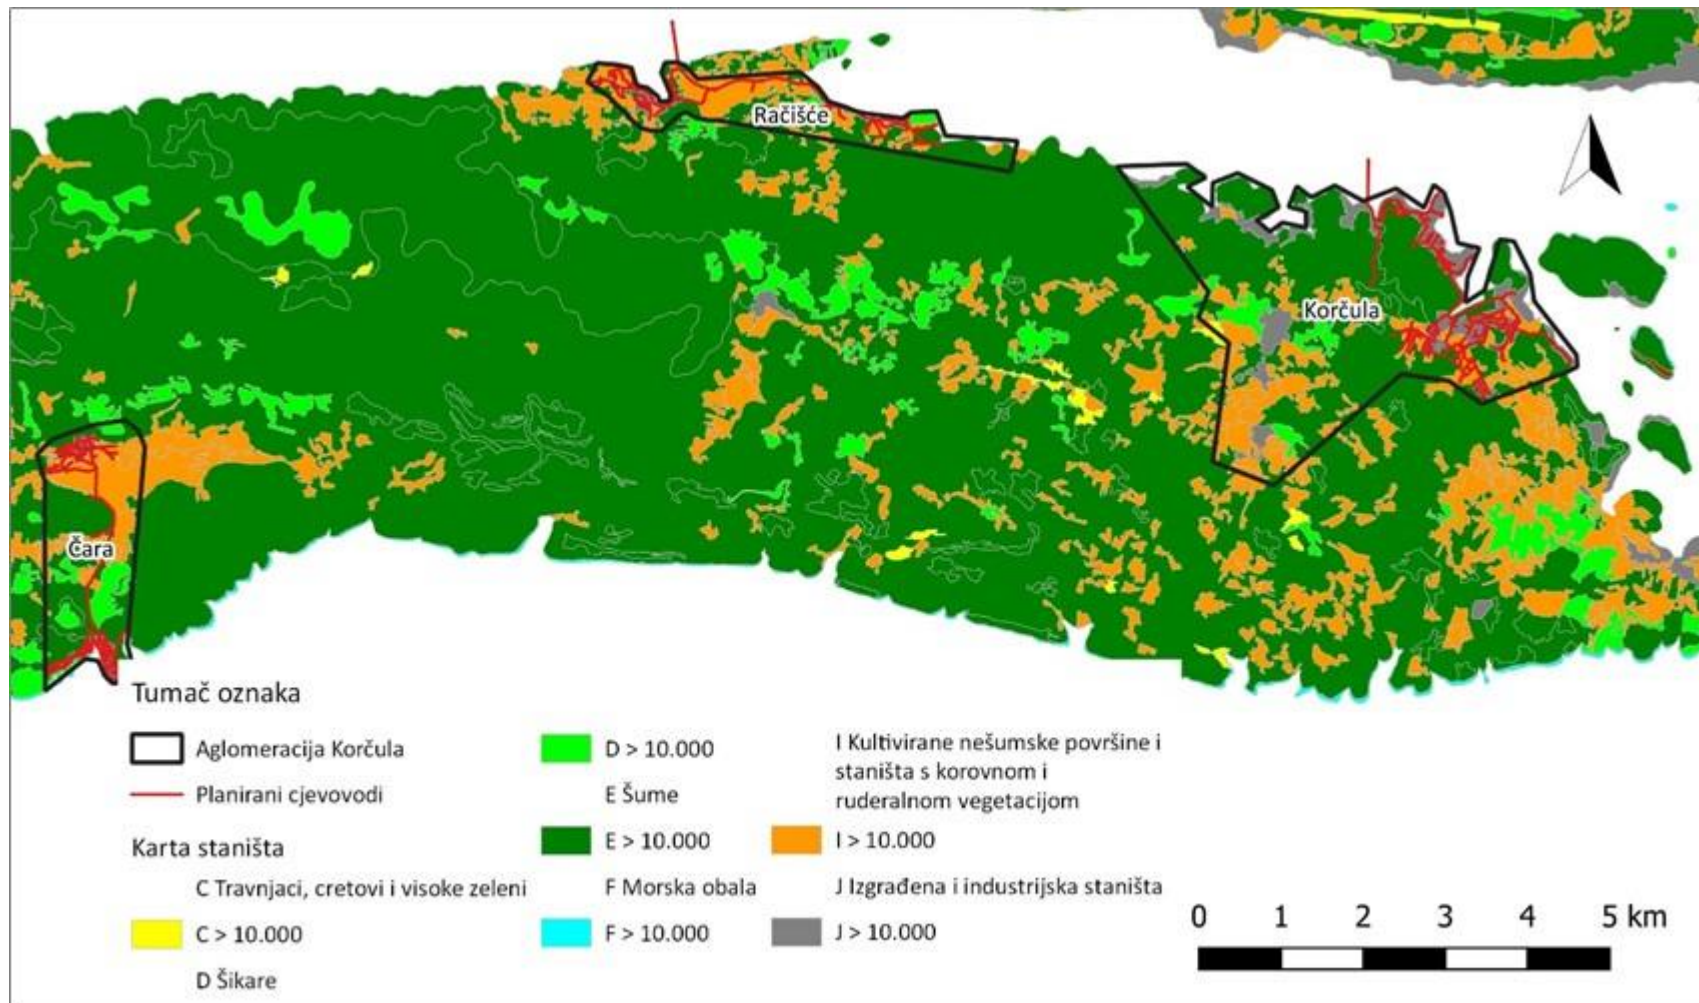 Račišće
Korčula
Čara
Tumač oznaka
Aglomeracija Korčula
Planirani cjevovodi
Karta staništa
C Travnjaci, cretovi i visoke zeleni
C > 10.000
D Šikare
D > 10.000
E Šume
E > 10.000
F Morska obala
F > 10.000
I Kultivirane nešumske površine i
staništa s korovnom i
ruderalnom vegetacijom
I > 10.000
J Izgrađena i industrijska staništa
J > 10.000
0 1 2 3 4 5 km